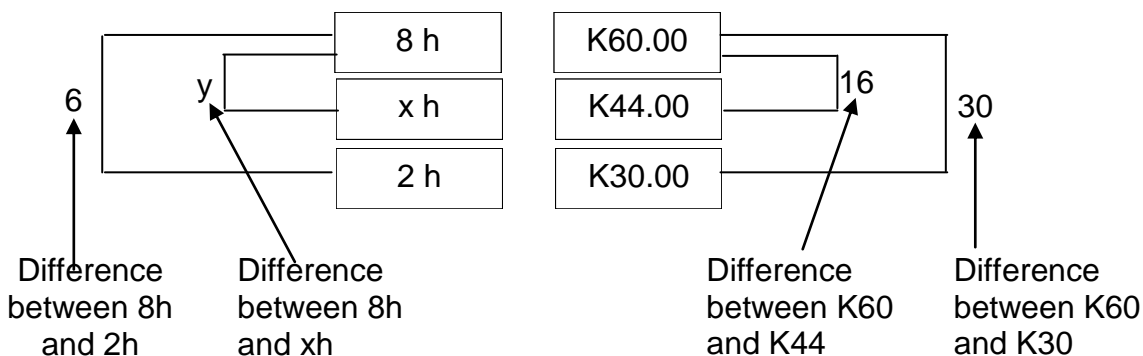 8 h K60.00
6 y x h K44.00 16 30
2 h K30.00
Difference
between 8h
and 2h
Difference
between 8h
and xh
Difference
between K60
and K44
Difference
between K60
and K30